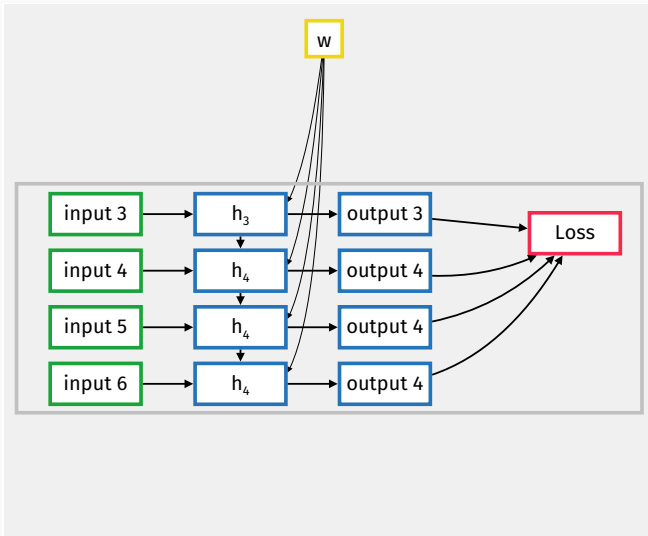 w
input 3
h₃
output 3
Loss
input 4
h₄
output 4
input 5
h₄
output 4
input 6
h₄
output 4